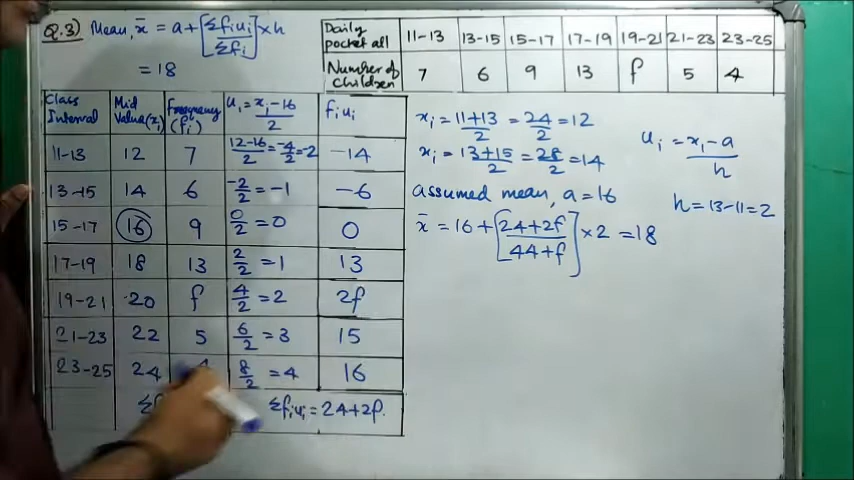 Q.3) Mean, x̄ = a + [Σfᵢuᵢ / Σfᵢ] × h
= 18
Daily pocket all 11-13 13-15 15-17 17-19 19-21 21-23 23-25
Number of children 7 6 9 13 f 5 4
Class Interval Mid Value (xᵢ) Frequency (fᵢ) uᵢ = xᵢ-16 / 2 fᵢuᵢ
11-13 12 7 12-16/2 = -4/2 = -2 -14
13-15 14 6 -2/2 = -1 -6
15-17 16 9 0/2 = 0 0
17-19 18 13 2/2 = 1 13
19-21 20 f 4/2 = 2 2f
21-23 22 5 6/2 = 3 15
23-25 24 8/2 = 4 16
Σfᵢuᵢ = 24+2f
xᵢ = 11+13/2 = 24/2 = 12
xᵢ = 13+15/2 = 28/2 = 14
assumed mean, a = 16
x̄ = 16 + [24+2f / 44+f] × 2 = 18
uᵢ = xᵢ-a / h
h = 13-11 = 2